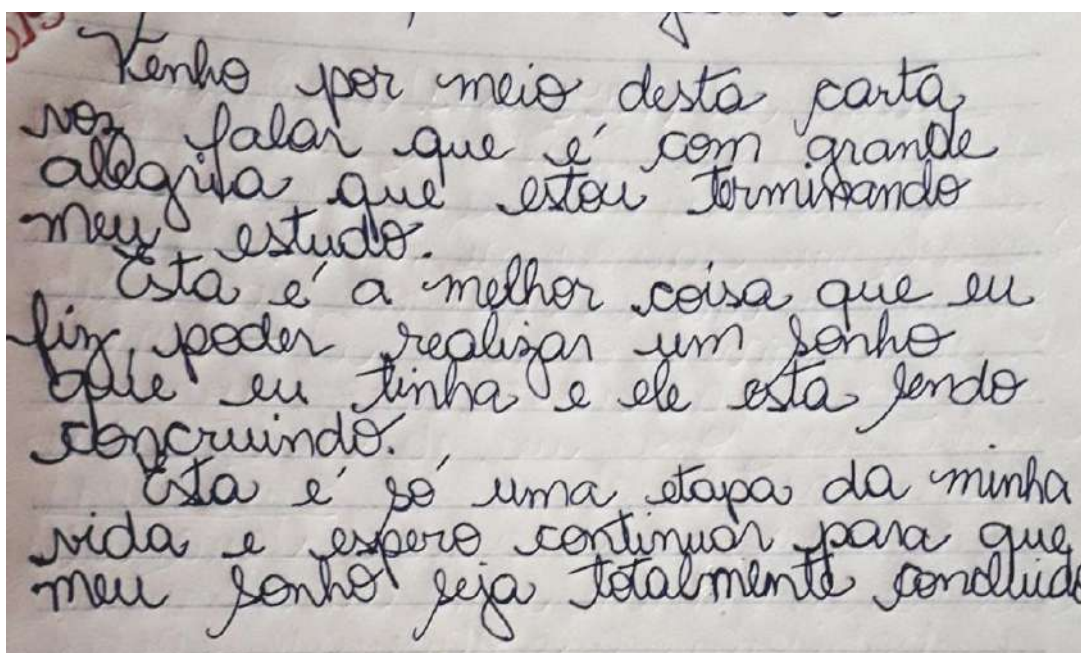 Venho por meio desta carta,
voz falar que é com grande
alegria que estou terminando
meu estudo.
Esta é a melhor coisa que eu
fiz, poder realizar um sonho
que eu tinha e ele esta sendo
concruindo.
Esta é só uma etapa da minha
vida e espero continuar para que
meu sonho seja totalmente concluido